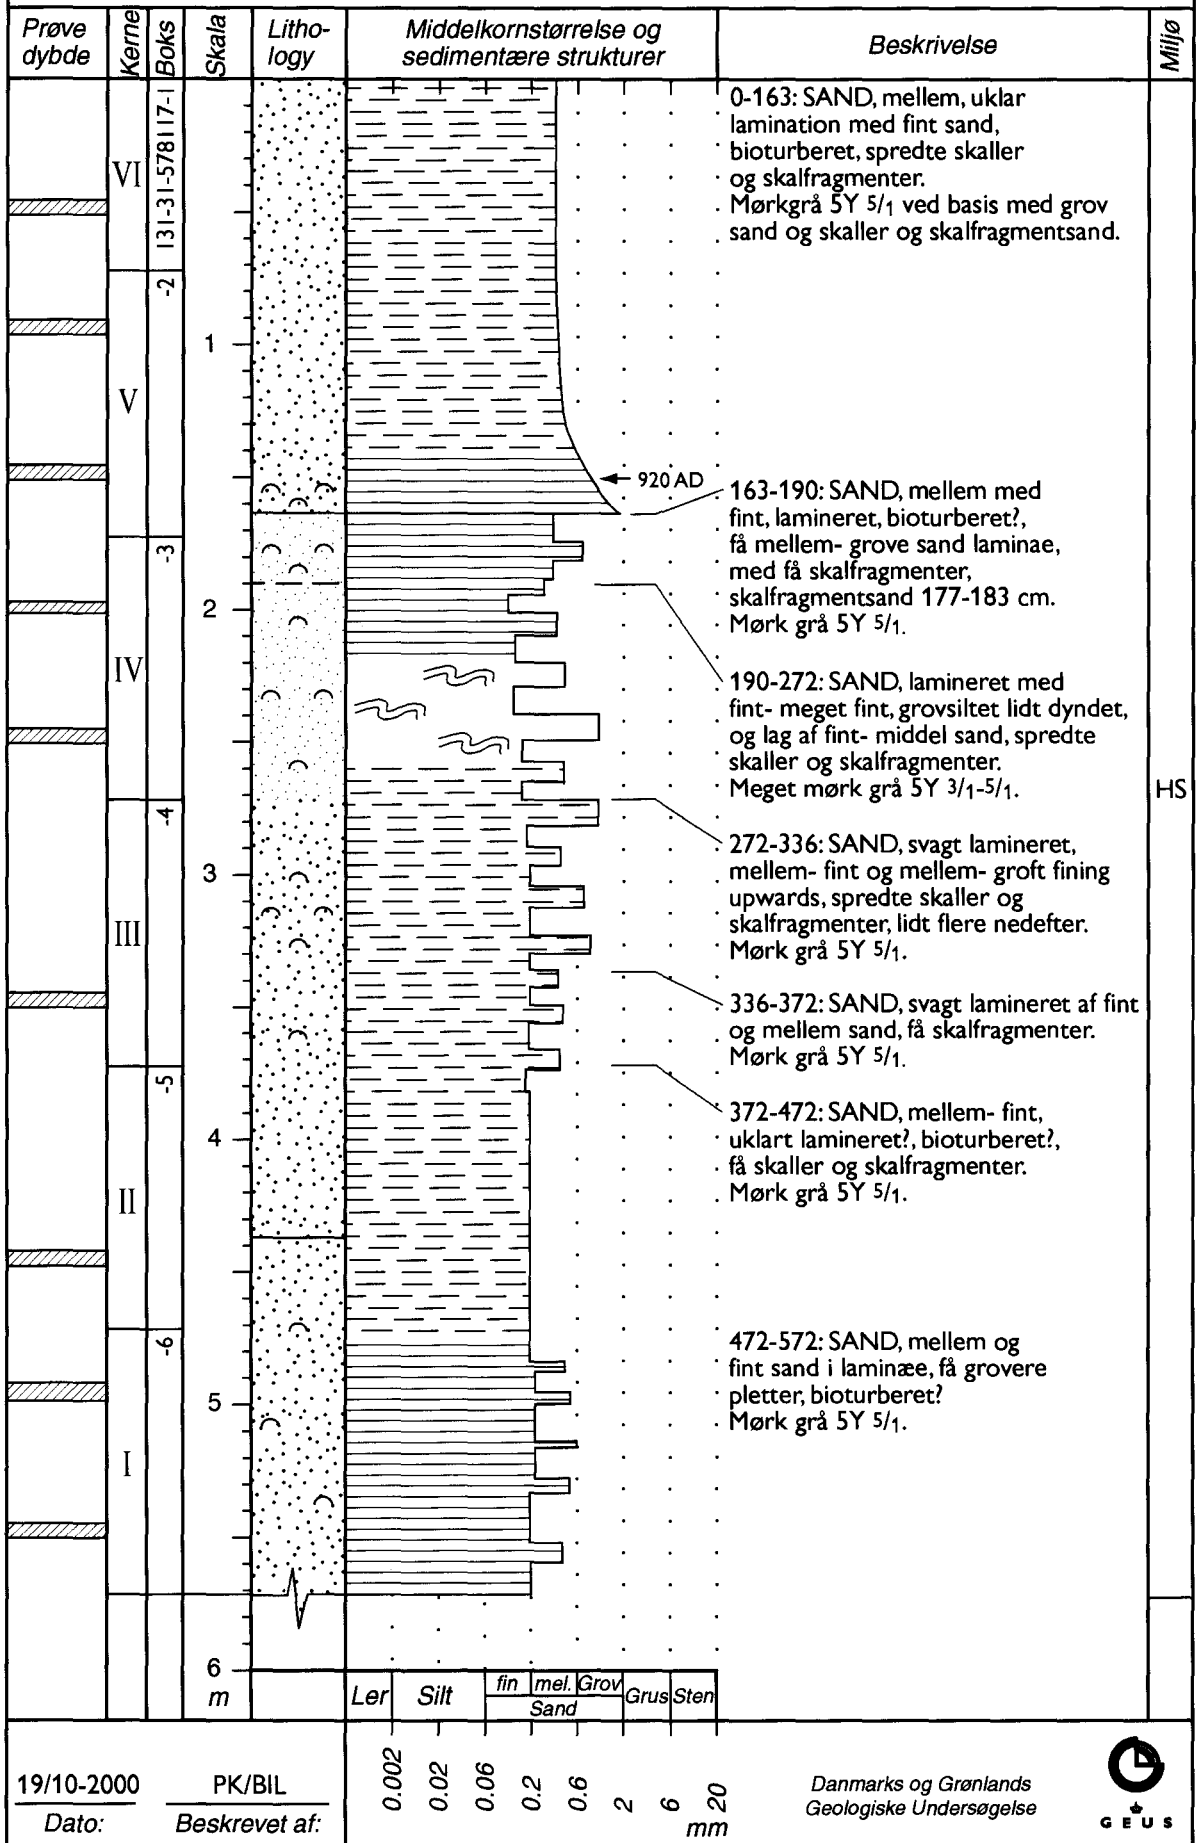 Prøve
dybde
Kerne
Boks
Skala
Litho-
logy
Middelkornstørrelse og
sedimentære strukturer
Beskrivelse
Miljø
0-163: SAND, mellem, uklar
lamination med fint sand,
bioturberet, spredte skaller
og skalfragmenter.
Mørkgrå 5Y 5/1 ved basis med grov
sand og skaller og skalfragmentsand.
131-31-578117-1
VI
-2
1
V
920 AD
163-190: SAND, mellem med
fint, lamineret, bioturberet?,
få mellem- grove sand laminae,
med få skalfragmenter,
skalfragmentsand 177-183 cm.
Mørk grå 5Y 5/1.
-3
2
IV
190-272: SAND, lamineret med
fint- meget fint, grovsiltet lidt dyndet,
og lag af fint- middel sand, spredte
skaller og skalfragmenter.
Meget mørk grå 5Y 3/1-5/1.
HS
-4
3
III
272-336: SAND, svagt lamineret,
mellem- fint og mellem- groft fining
upwards, spredte skaller og
skalfragmenter, lidt flere nedefter.
Mørk grå 5Y 5/1.
336-372: SAND, svagt lamineret af fint
og mellem sand, få skalfragmenter.
Mørk grå 5Y 5/1.
-5
4
II
372-472: SAND, mellem- fint,
uklart lamineret?, bioturberet?,
få skaller og skalfragmenter.
Mørk grå 5Y 5/1.
-6
5
I
472-572: SAND, mellem og
fint sand i laminæe, få grovere
pletter, bioturberet?
Mørk grå 5Y 5/1.
6
m
Ler
Silt
fin
mel.
Grov
Sand
Grus
Sten
0.002
0.02
0.06
0.2
0.6
2
6
20
mm
19/10-2000
Dato:
PK/BIL
Beskrevet af:
Danmarks og Grønlands
Geologiske Undersøgelse
GEUS